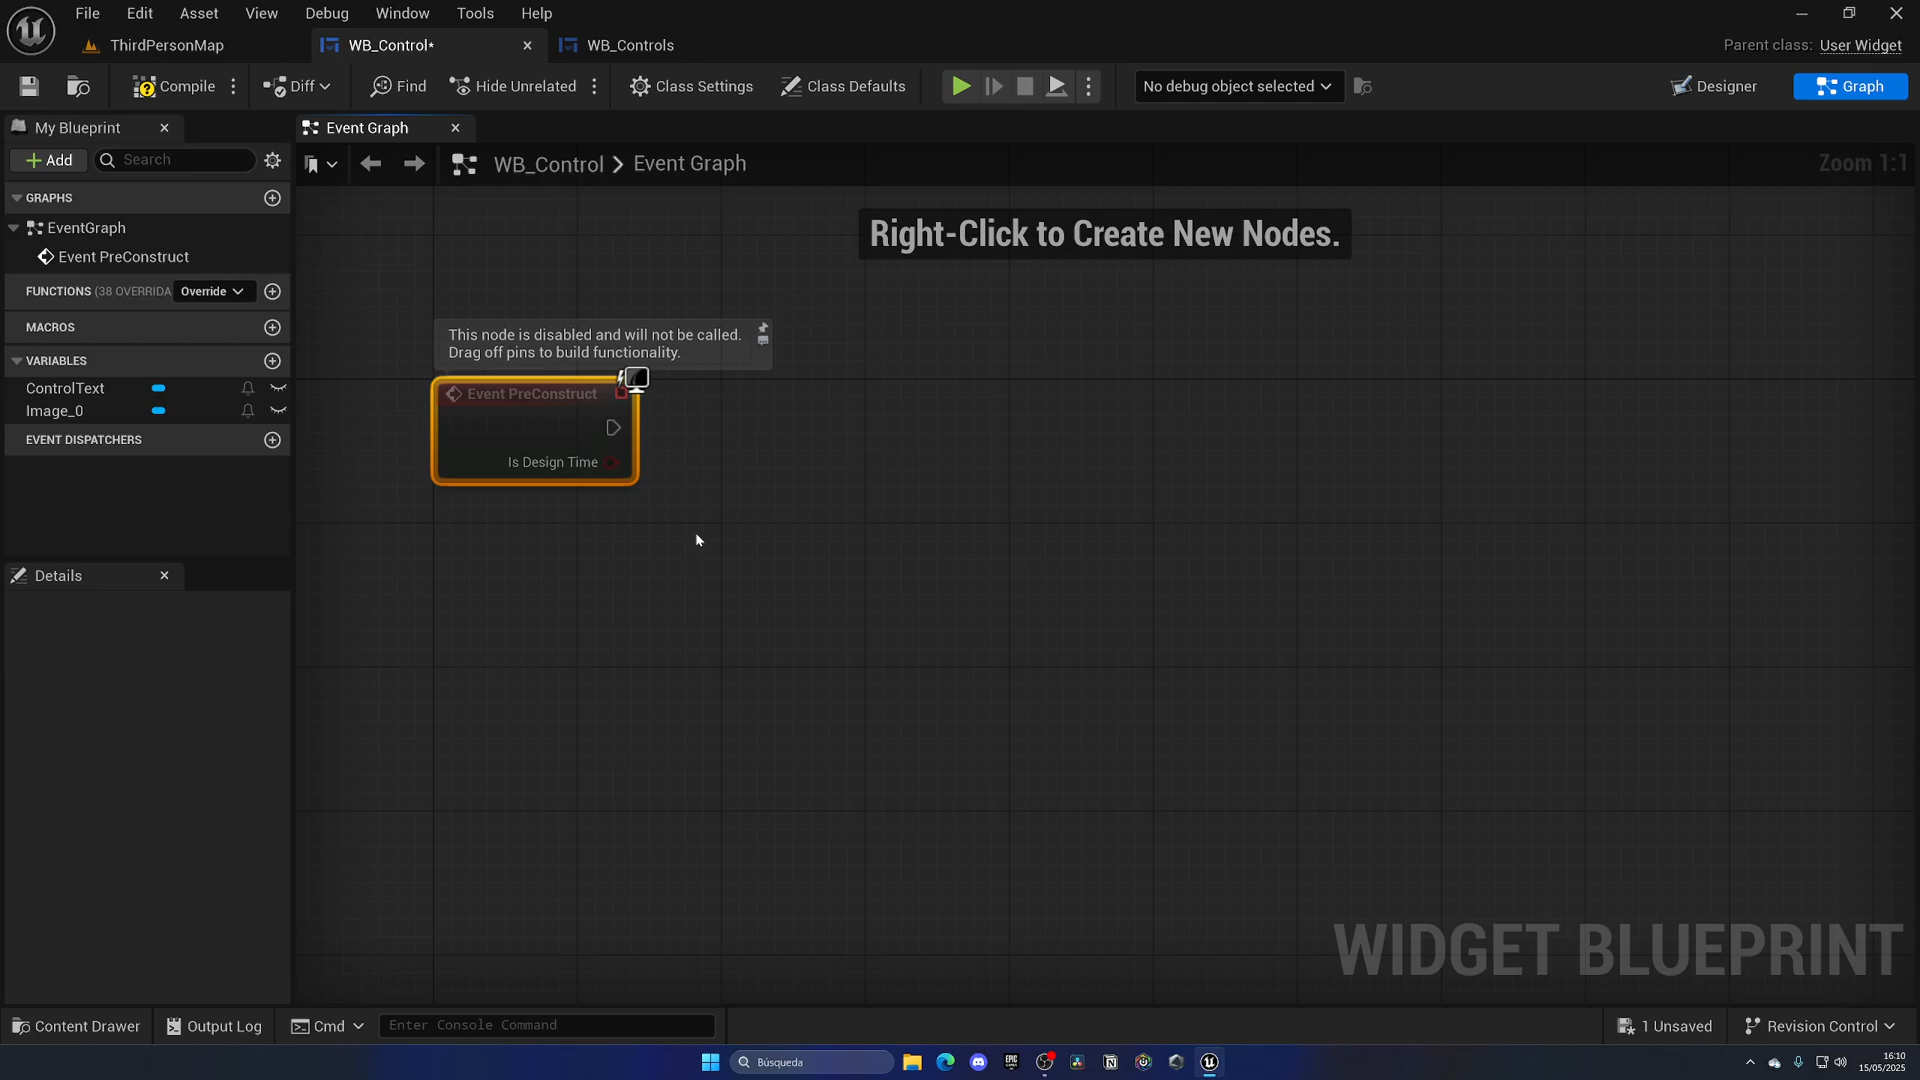 File Edit Asset View Debug Window Tools Help
ThirdPersonMap WB_Control* WB_Controls Parent class: User Widget
Compile Diff Find Hide Unrelated Class Settings Class Defaults No debug object selected Designer Graph
My Blueprint Event Graph
Add Search WB_Control > Event Graph Zoom 1:1
GRAPHS
Right-Click to Create New Nodes.
EventGraph
Event PreConstruct
FUNCTIONS (38 OVERRIDA Override
MACROS
This node is disabled and will not be called.
Drag off pins to build functionality.
VARIABLES
ControlText
Event PreConstruct
Image_0
EVENT DISPATCHERS
Is Design Time
Details
WIDGET BLUEPRINT
Content Drawer Output Log Cmd Enter Console Command 1 Unsaved Revision Control
Búsqueda
EPIC
16:10
15/05/2025